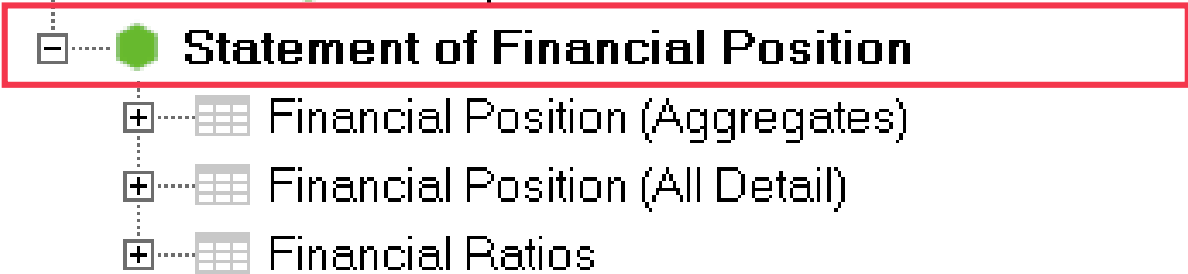 Statement of Financial Position
Financial Position (Aggregates)
Financial Position (All Detail)
Financial Ratios